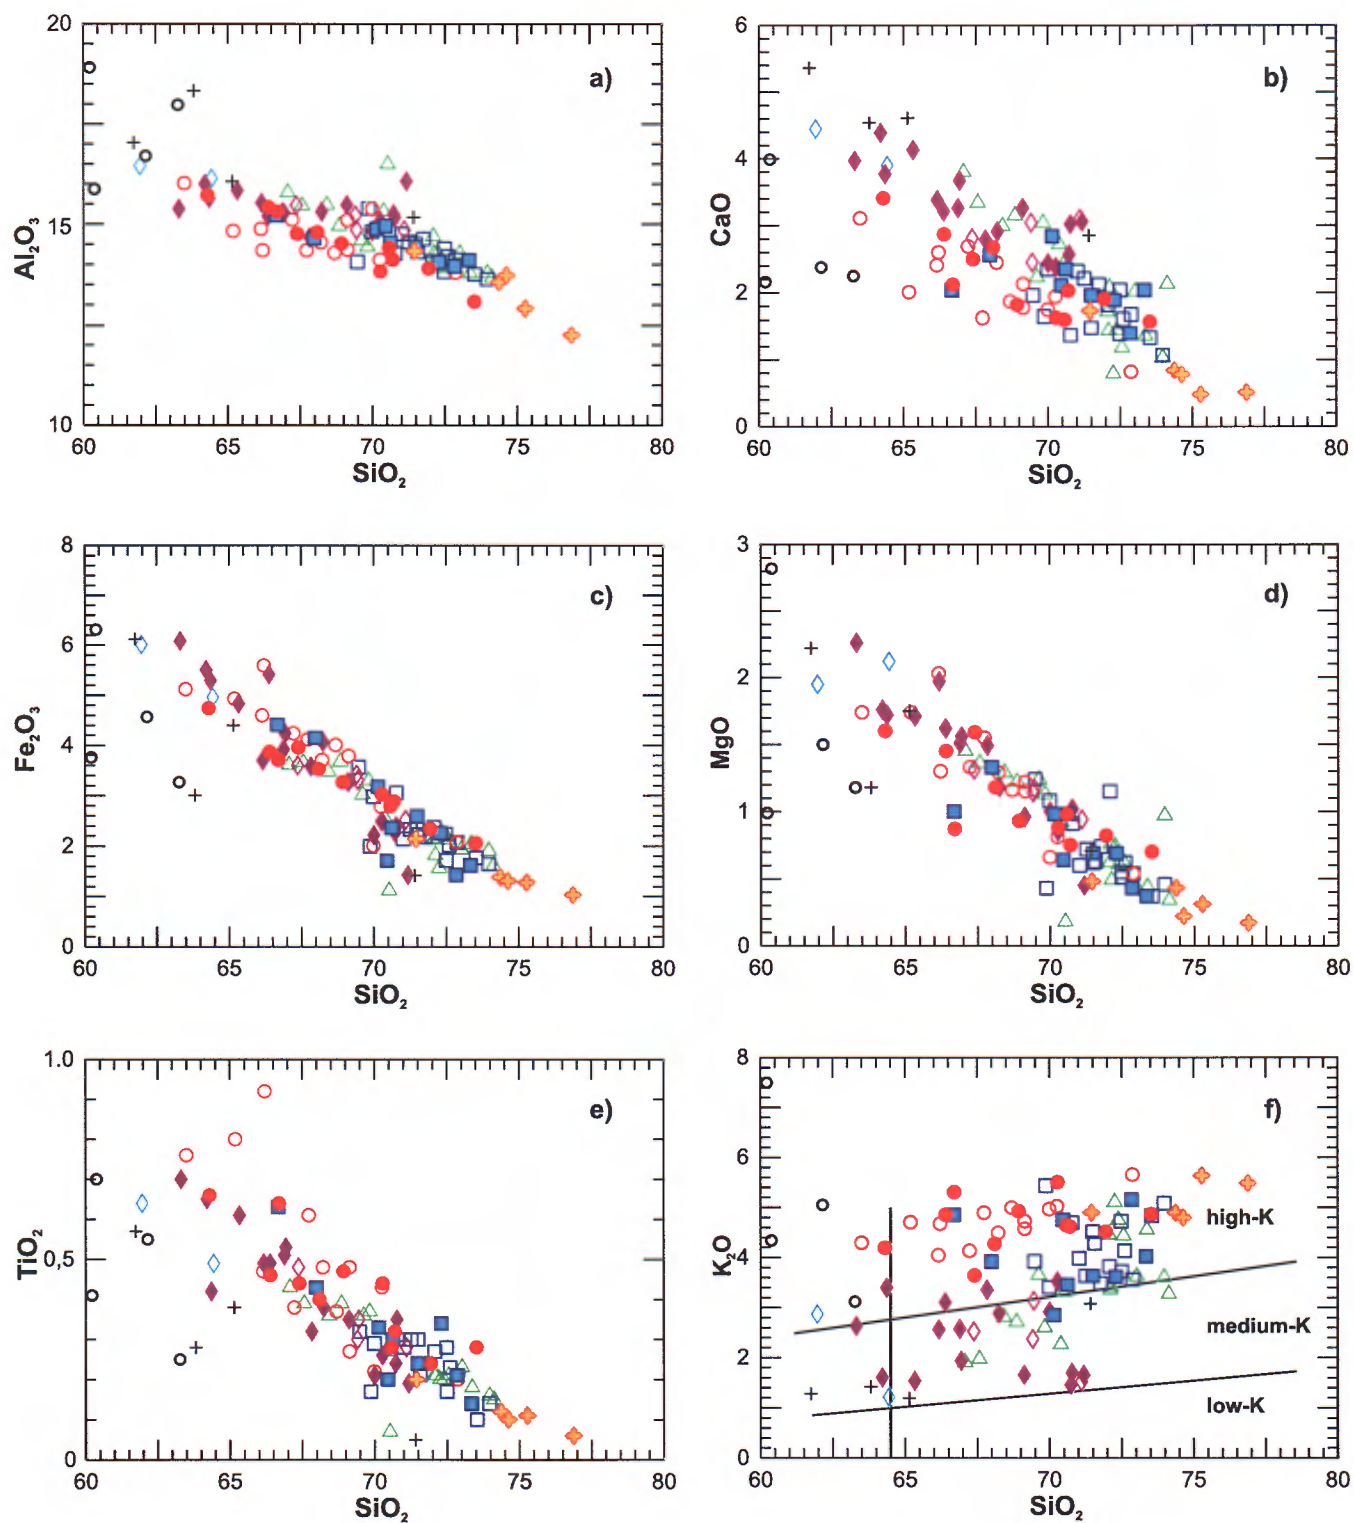 20
15
10
60
65
70
75
80
Al₂O₃
SiO₂
a)
6
4
2
0
60
65
70
75
80
CaO
SiO₂
b)
8
6
4
2
0
60
65
70
75
80
Fe₂O₃
SiO₂
c)
3
2
1
0
60
65
70
75
80
MgO
SiO₂
d)
1.0
0,5
0
60
65
70
75
80
TiO₂
SiO₂
e)
8
6
4
2
0
60
65
70
75
80
K₂O
SiO₂
f)
high-K
medium-K
low-K